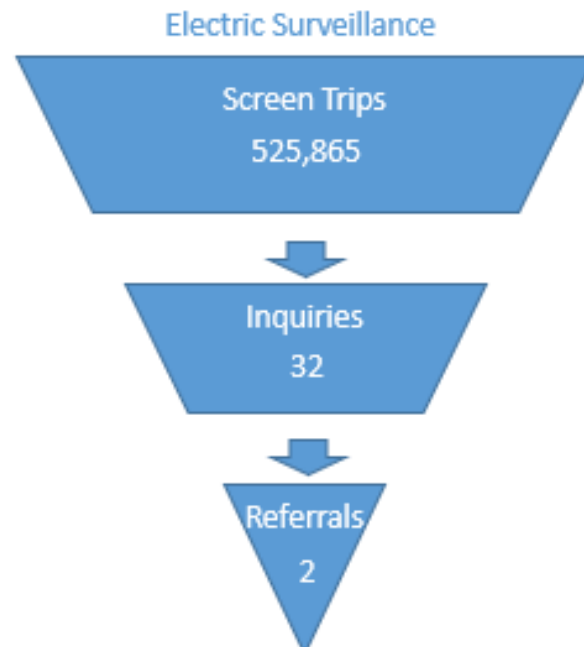 Electric Surveillance
Screen Trips
525,865
Inquiries
32
Referrals
2